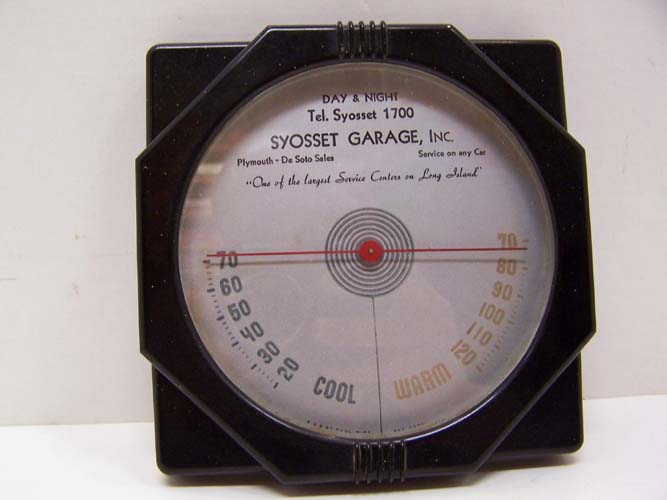 DAY & NIGHT
Tel. Syosset 1700
SYOSSET GARAGE, INC.
Plymouth - De Soto Sales Service on any Car
"One of the largest Service Centers on Long Island"
70 70
60 80
50 90
40 100
30 110
20 120
COOL WARM